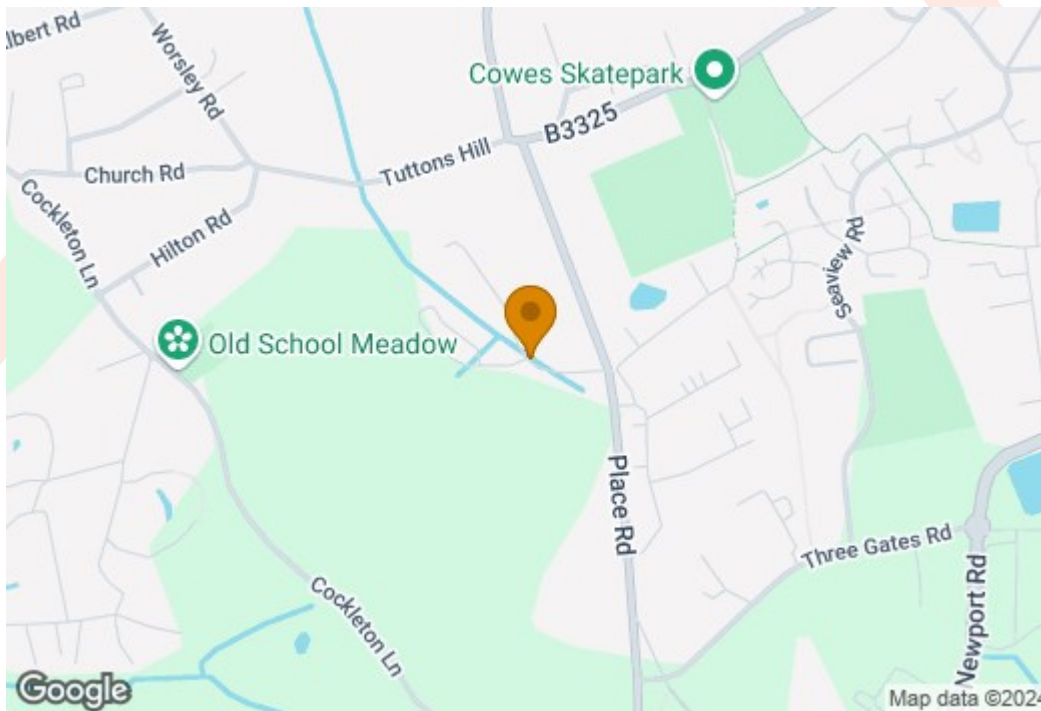 lbert Rd
Worsley Rd
Cowes Skatepark
B3325
Tuttons Hill
Church Rd
Cockleton Ln
Hilton Rd
Seaview Rd
Old School Meadow
Place Rd
Three Gates Rd
Cockleton Ln
Newport Rd
Google
Map data ©2024